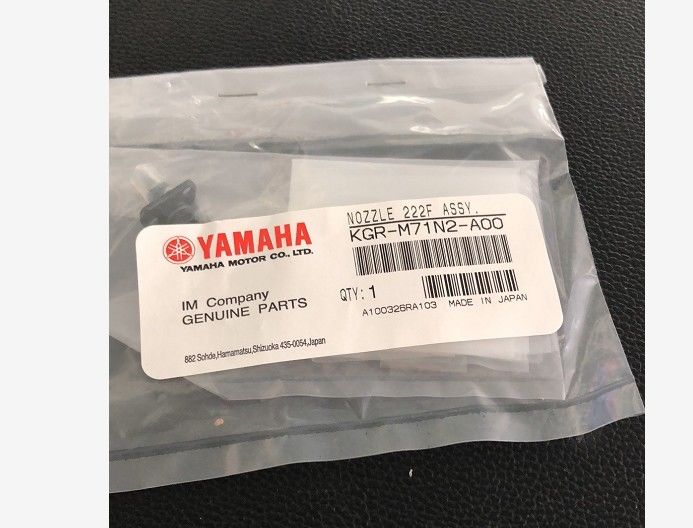 YAMAHA
YAMAHA MOTOR CO., LTD.
IM Company
GENUINE PARTS
882 Sohde,Hamamatsu,Shizuoka 435-0054,Japan
NOZZLE 222F ASSY.
KGR-M71N2-A00
QTY: 1
A100326RA103 MADE IN JAPAN